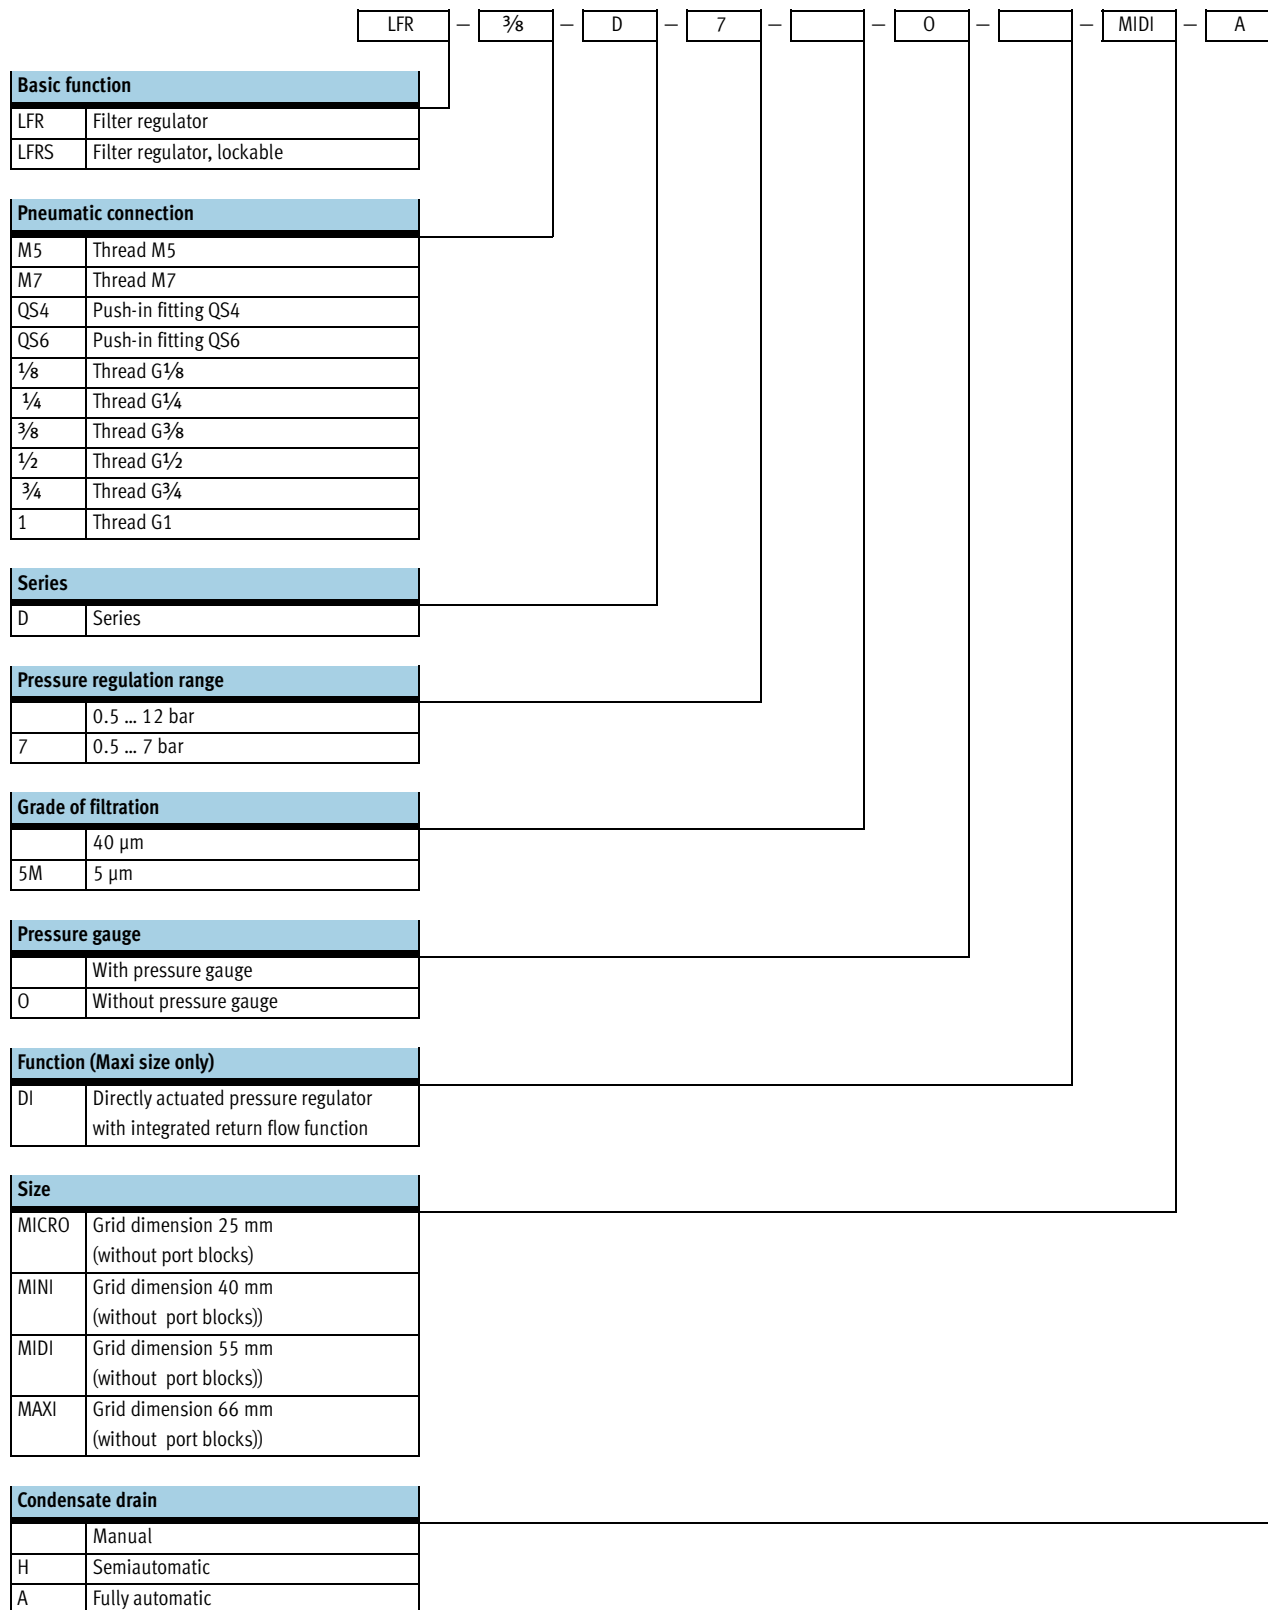 LFR – ⅜ – D – 7 – – O – – MIDI – A
Basic function
LFR Filter regulator
LFRS Filter regulator, lockable
Pneumatic connection
M5 Thread M5
M7 Thread M7
QS4 Push-in fitting QS4
QS6 Push-in fitting QS6
⅛ Thread G⅛
¼ Thread G¼
⅜ Thread G⅜
½ Thread G½
¾ Thread G¾
1 Thread G1
Series
D Series
Pressure regulation range
0.5 … 12 bar
7 0.5 … 7 bar
Grade of filtration
40 µm
5M 5 µm
Pressure gauge
With pressure gauge
O Without pressure gauge
Function (Maxi size only)
DI Directly actuated pressure regulator
with integrated return flow function
Size
MICRO Grid dimension 25 mm
(without port blocks)
MINI Grid dimension 40 mm
(without port blocks))
MIDI Grid dimension 55 mm
(without port blocks))
MAXI Grid dimension 66 mm
(without port blocks))
Condensate drain
Manual
H Semiautomatic
A Fully automatic